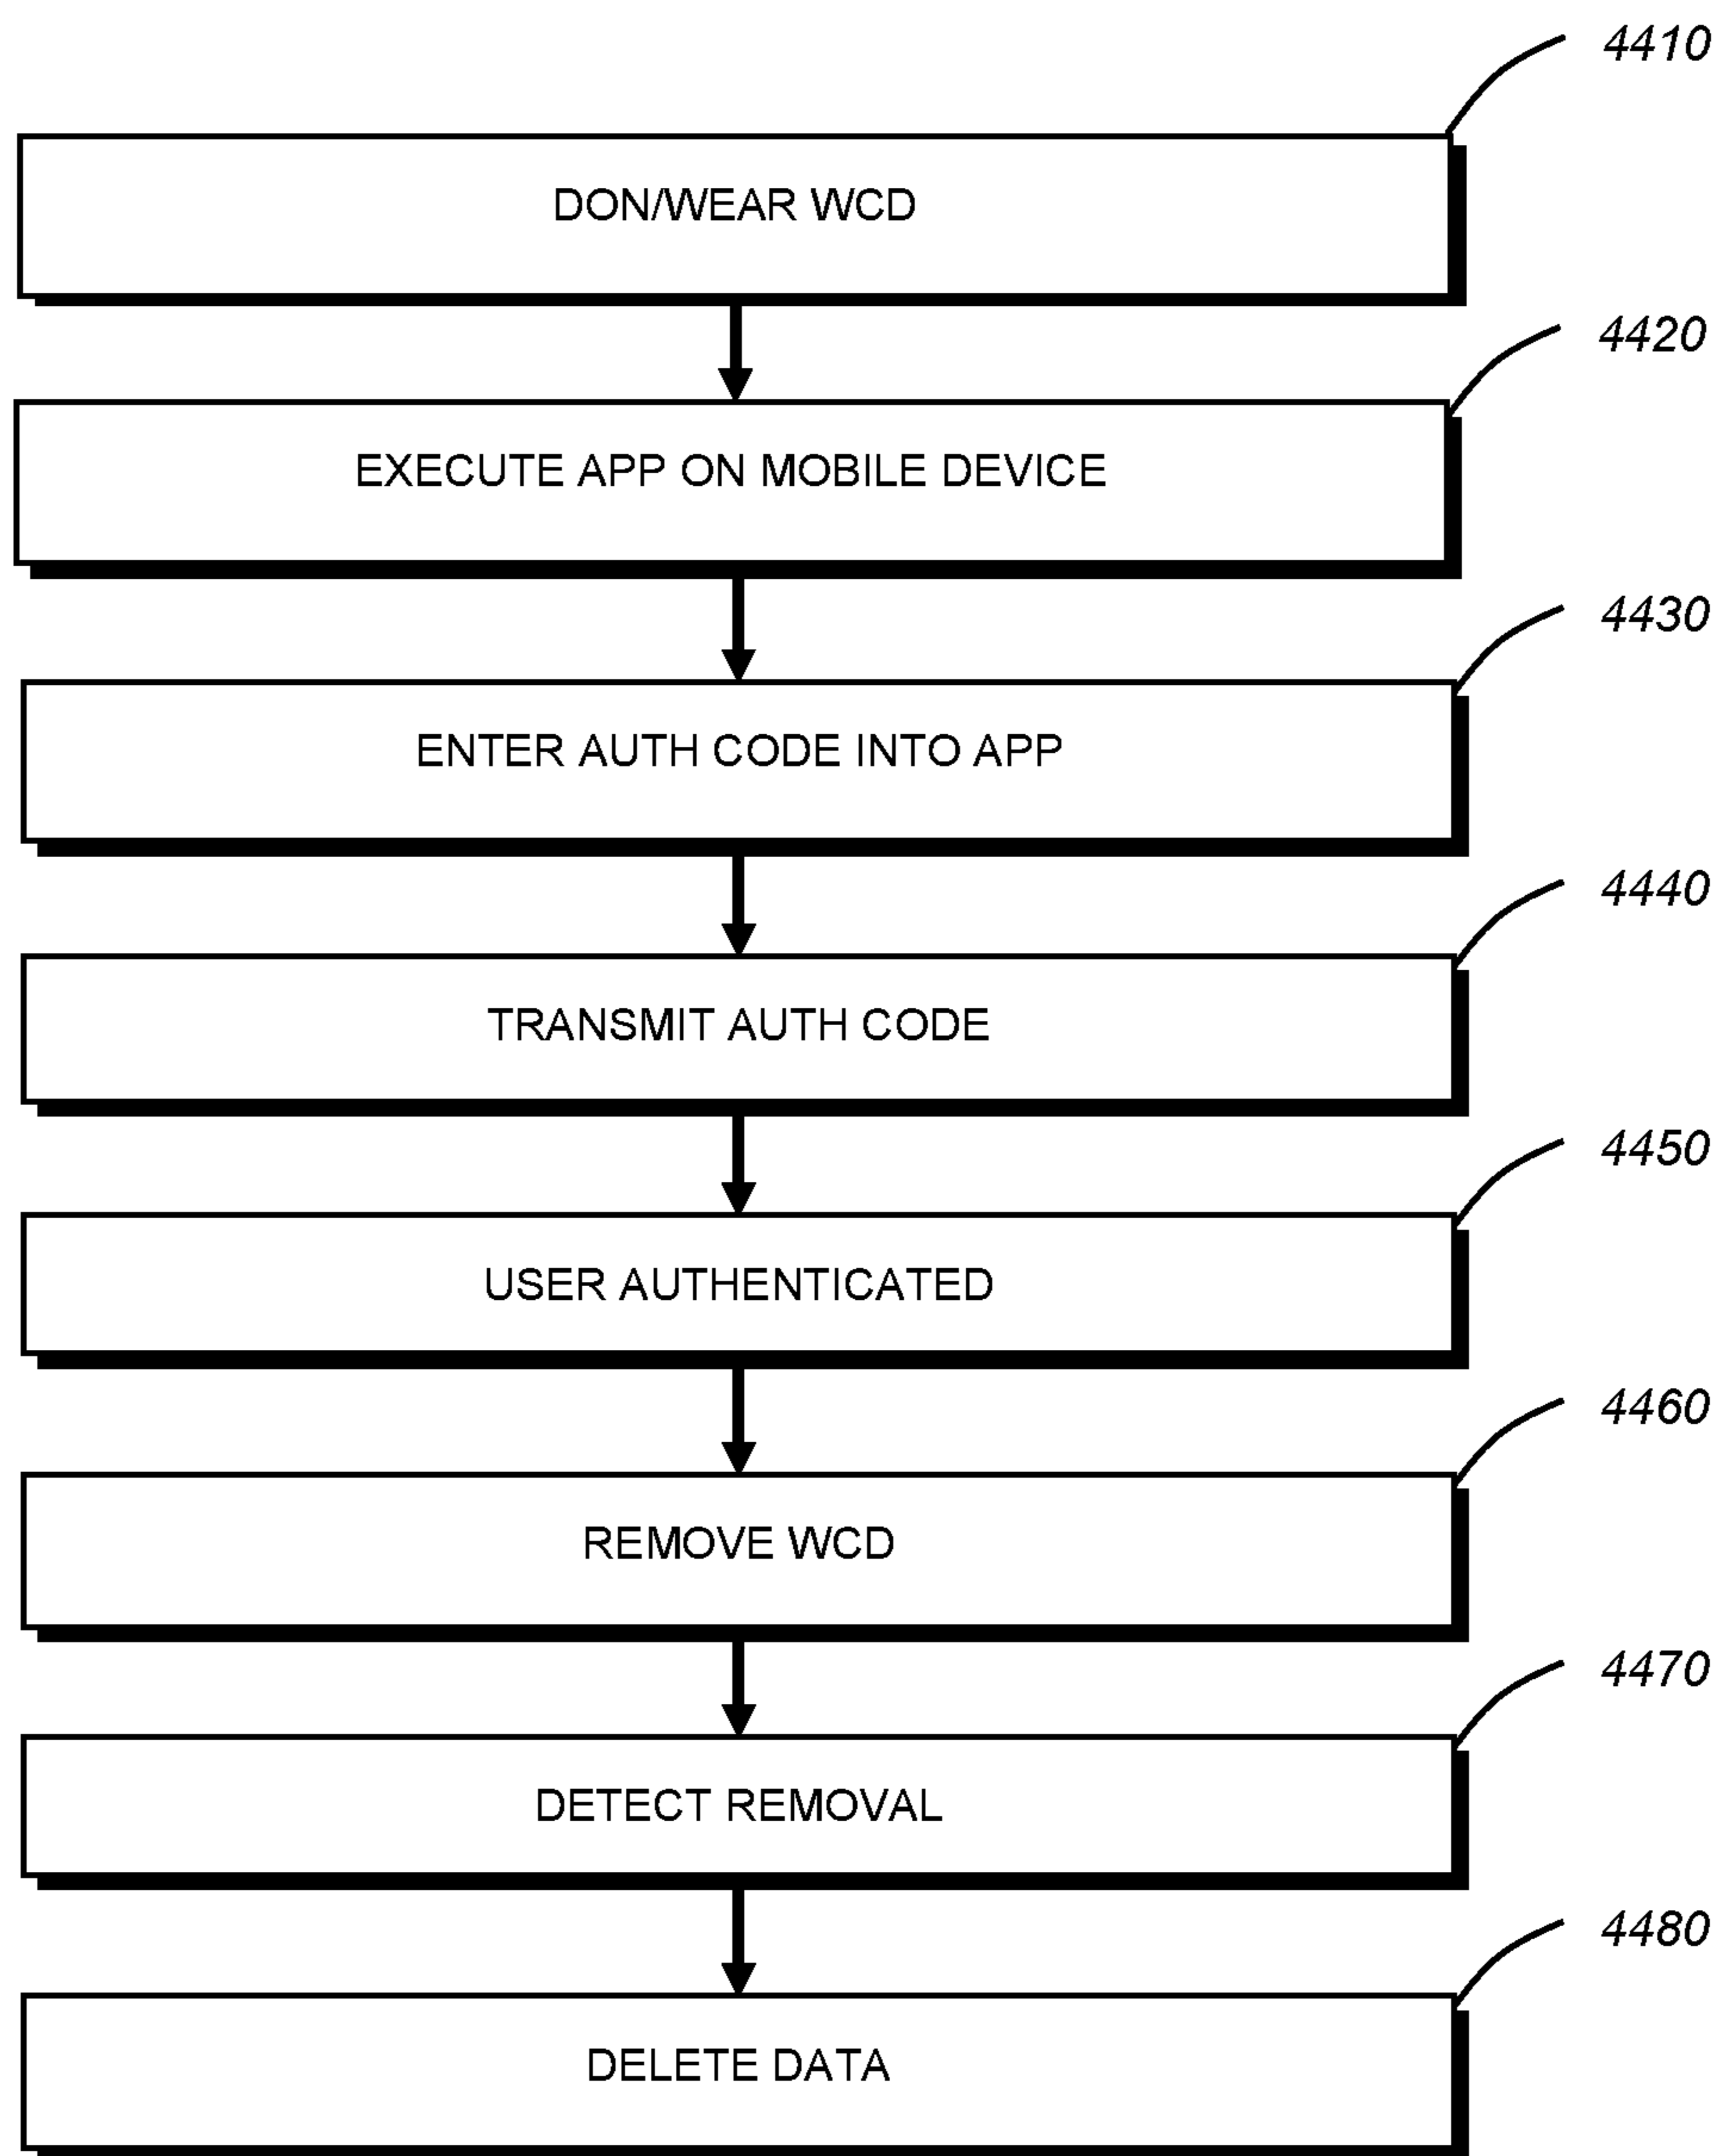 4410
DON/WEAR WCD
4420
EXECUTE APP ON MOBILE DEVICE
4430
ENTER AUTH CODE INTO APP
4440
TRANSMIT AUTH CODE
4450
USER AUTHENTICATED
4460
REMOVE WCD
4470
DETECT REMOVAL
4480
DELETE DATA